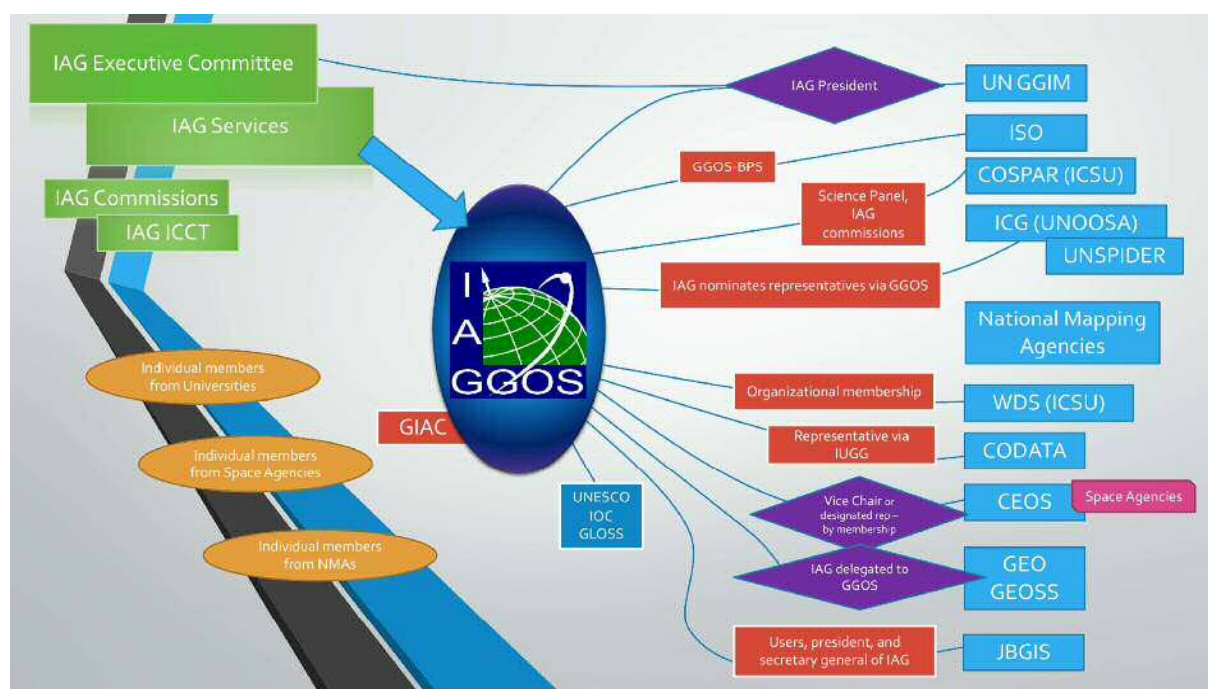 IAG Executive Committee
IAG Services
IAG Commissions
IAG ICCT
Individual members
from Universities
Individual members
from Space Agencies
Individual members
from NMAs
I
A
GGOS
GIAC
UNESCO
IOC
GLOSS
IAG President
GGOS-BPS
Science Panel,
IAG
commissions
IAG nominates representatives via GGOS
Organizational membership
Representative via
IUGG
Vice Chair or
designated rep –
by membership
IAG delegated to
GGOS
Users, president, and
secretary general of IAG
UN GGIM
ISO
COSPAR (ICSU)
ICG (UNOOSA)
UNSPIDER
National Mapping
Agencies
WDS (ICSU)
CODATA
CEOS
Space Agencies
GEO
GEOSS
JBGIS